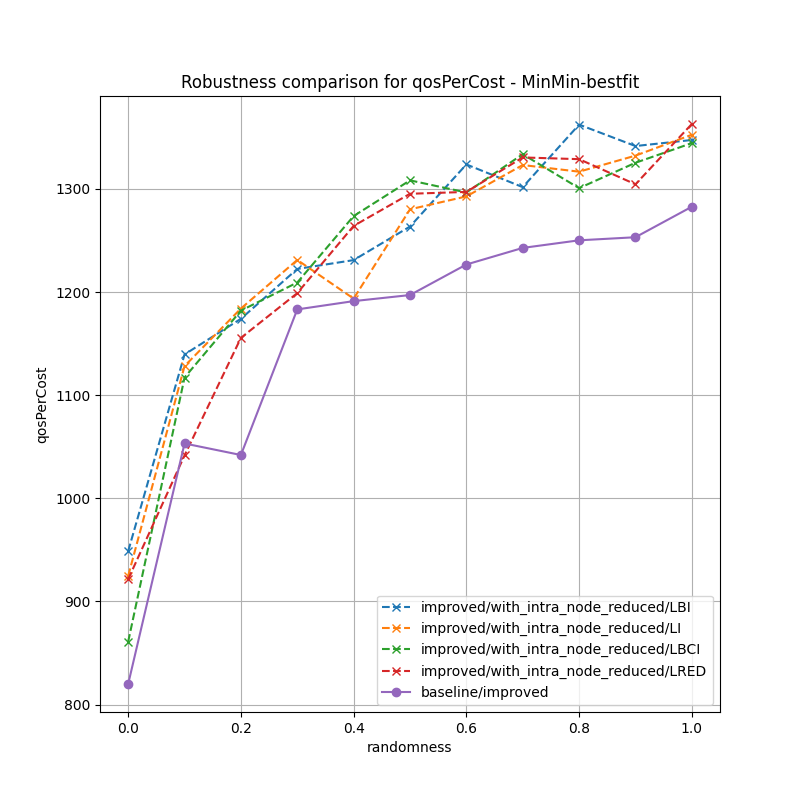 Robustness comparison for qosPerCost - MinMin-bestfit
qosPerCost
1300
1200
1100
1000
900
800
improved/with_intra_node_reduced/LBI
improved/with_intra_node_reduced/LI
improved/with_intra_node_reduced/LBCI
improved/with_intra_node_reduced/LRED
baseline/improved
0.0 0.2 0.4 0.6 0.8 1.0
randomness